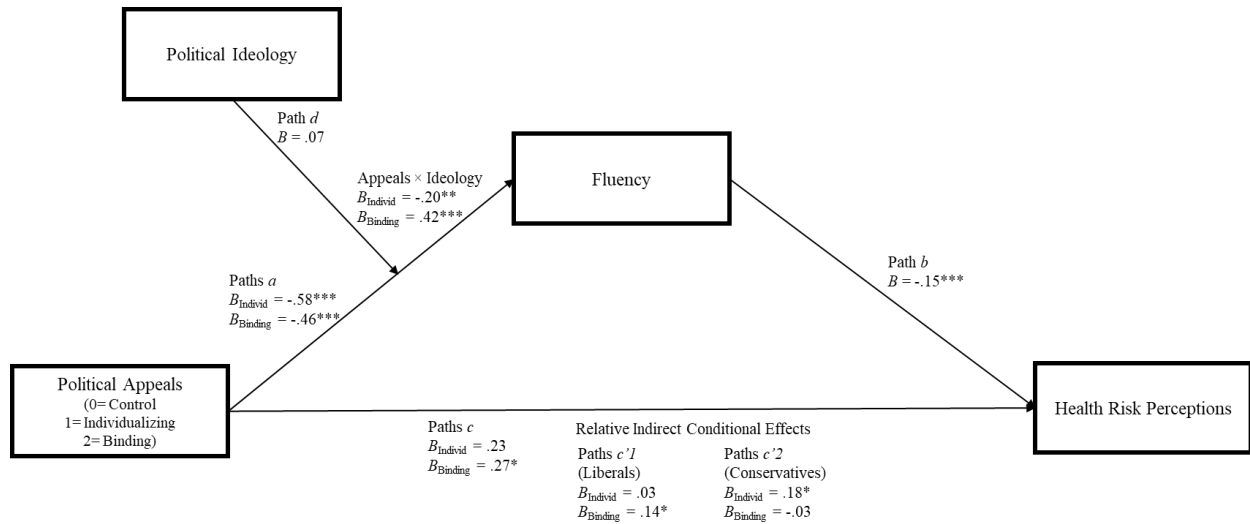 Political Ideology
Path d
B = .07
Appeals × Ideology
B_Individ = -.20**
B_Binding = .42***
Fluency
Path b
B = -.15***
Paths a
B_Individ = -.58***
B_Binding = -.46***
Political Appeals
(0= Control
1= Individualizing
2= Binding)
Health Risk Perceptions
Paths c
B_Individ = .23
B_Binding = .27*
Relative Indirect Conditional Effects
Paths c'1
(Liberals)
B_Individ = .03
B_Binding = .14*
Paths c'2
(Conservatives)
B_Individ = .18*
B_Binding = -.03